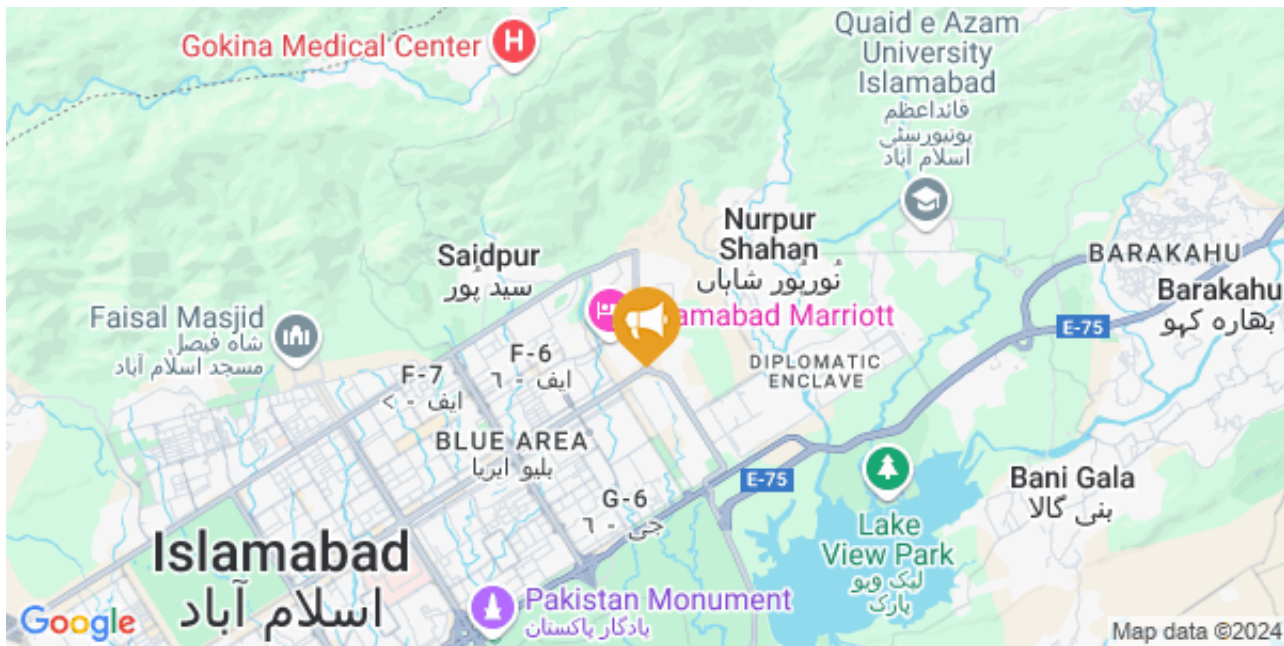 Quaid e Azam
University
Islamabad
قائداعظم
یونیورسٹی
اسلام آباد
Gokina Medical Center
H
Nurpur
Shahan
نُورپُور شاہاں
Saidpur
سید پور
BARAKAHU
Barakahu
بھارہ کہو
E-75
Faisal Masjid
شاہ فیصل
مسجد اسلام آباد
amabad Marriott
F-6
ایف - ٦
DIPLOMATIC
ENCLAVE
F-7
ایف - >
BLUE AREA
بلیو ایریا
E-75
Bani Gala
بنی گالا
G-6
جی - ٦
Lake
View Park
لیک ویو
پارک
Islamabad
اسلام آباد
Pakistan Monument
یادگار پاکستان
Google
Map data ©2024